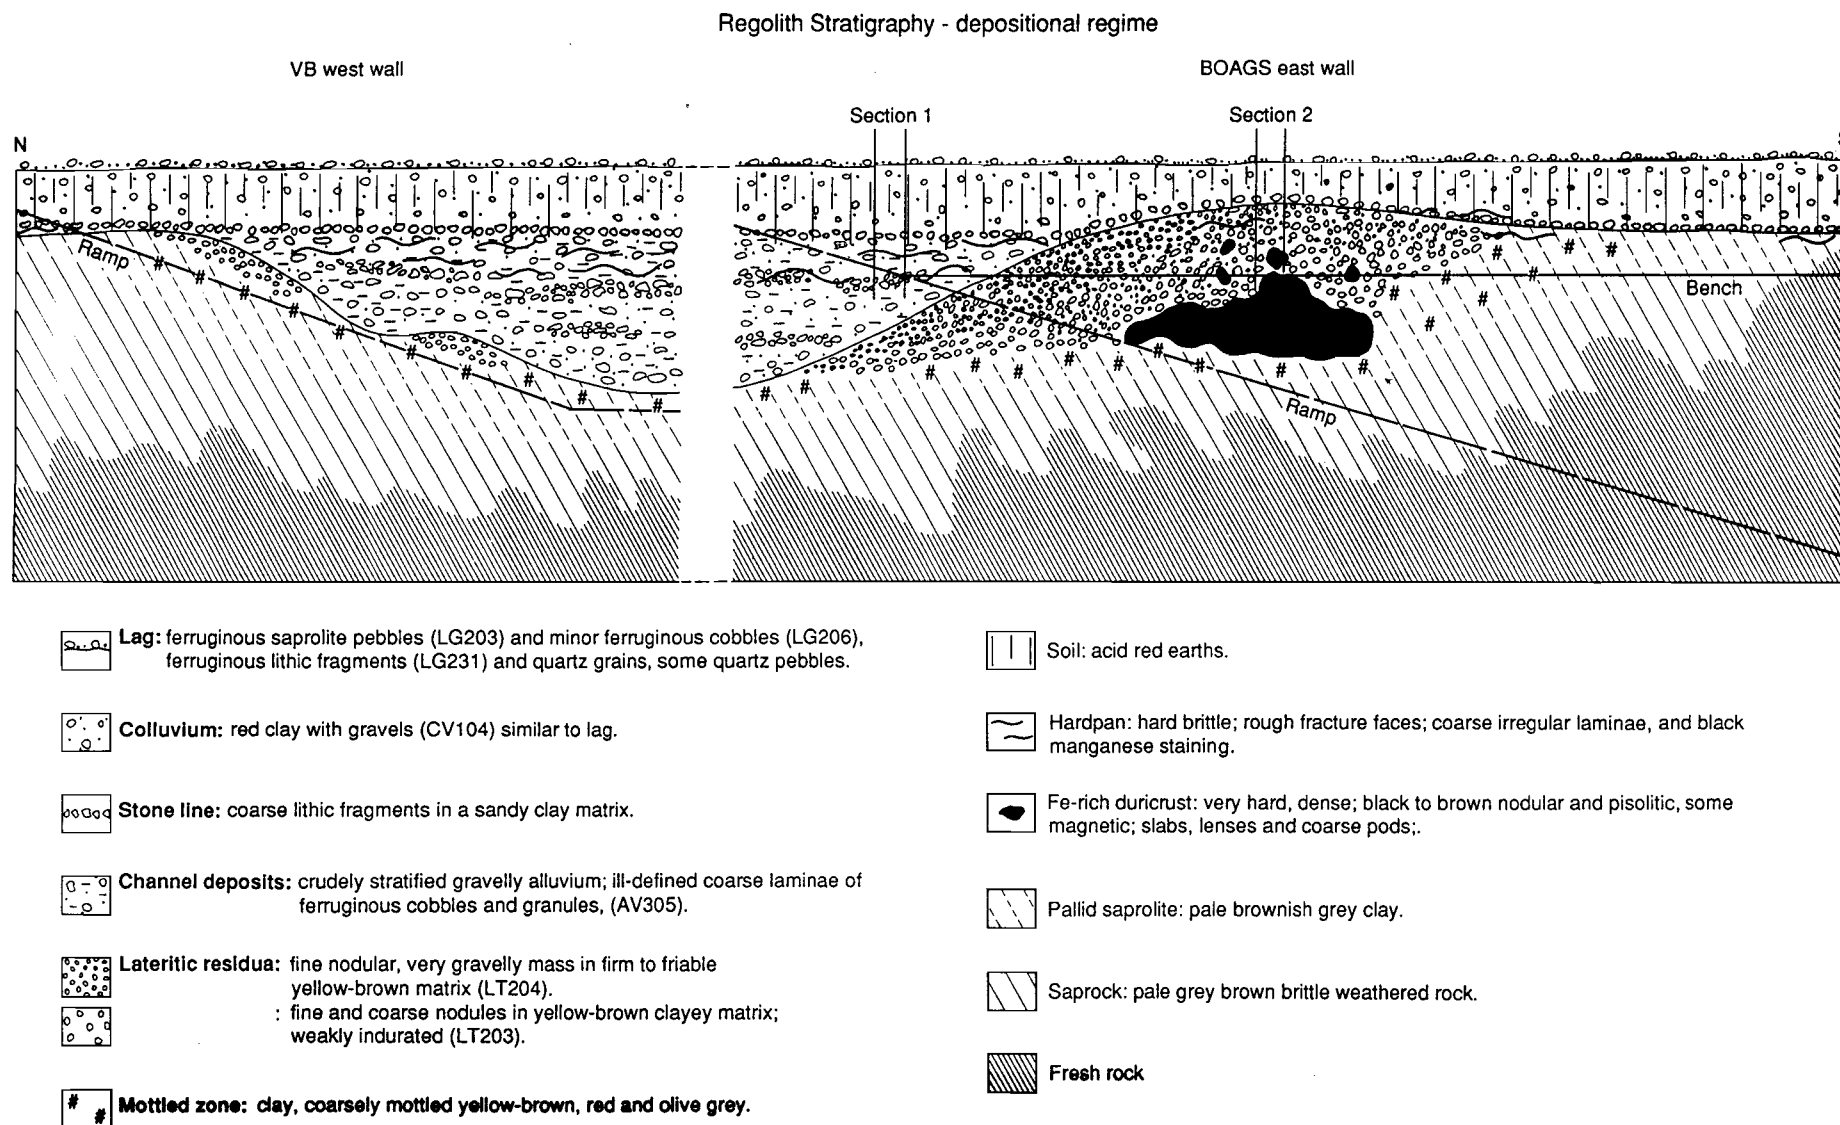 Regolith Stratigraphy - depositional regime
VB west wall
BOAGS east wall
Section 1
Section 2
N
Ramp
Bench
Ramp
Lag: ferruginous saprolite pebbles (LG203) and minor ferruginous cobbles (LG206),
ferruginous lithic fragments (LG231) and quartz grains, some quartz pebbles.
Colluvium: red clay with gravels (CV104) similar to lag.
Stone line: coarse lithic fragments in a sandy clay matrix.
Channel deposits: crudely stratified gravelly alluvium; ill-defined coarse laminae of
ferruginous cobbles and granules, (AV305).
Lateritic residua: fine nodular, very gravelly mass in firm to friable
yellow-brown matrix (LT204).
: fine and coarse nodules in yellow-brown clayey matrix;
weakly indurated (LT203).
Mottled zone: clay, coarsely mottled yellow-brown, red and olive grey.
Soil: acid red earths.
Hardpan: hard brittle; rough fracture faces; coarse irregular laminae, and black
manganese staining.
Fe-rich duricrust: very hard, dense; black to brown nodular and pisolitic, some
magnetic; slabs, lenses and coarse pods;.
Pallid saprolite: pale brownish grey clay.
Saprock: pale grey brown brittle weathered rock.
Fresh rock